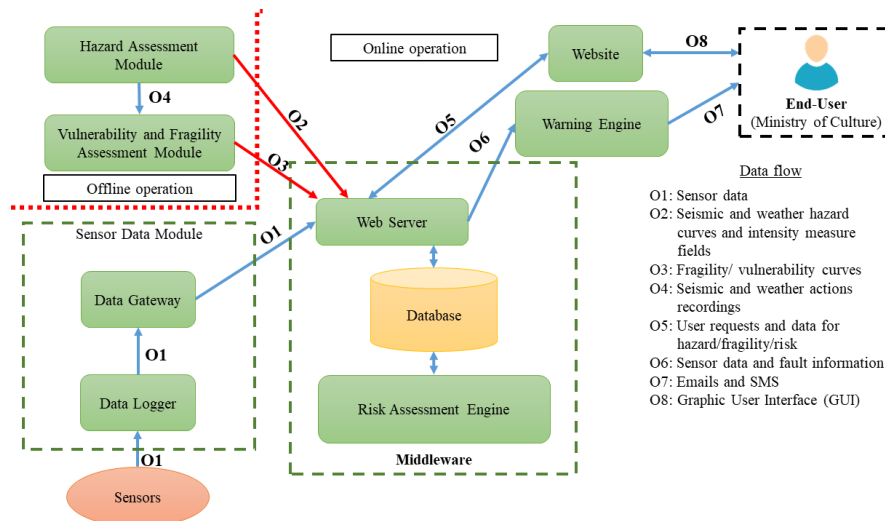 Hazard Assessment
Module
O4
Vulnerability and Fragility
Assessment Module
Offline operation
O2
O3
Online operation
Website
O8
O5
O6
Warning Engine
O7
End-User
(Ministry of Culture)
Sensor Data Module
O1
Data Gateway
O1
Data Logger
O1
Sensors
Web Server
Database
Risk Assessment Engine
Middleware
Data flow
O1: Sensor data
O2: Seismic and weather hazard
curves and intensity measure
fields
O3: Fragility/ vulnerability curves
O4: Seismic and weather actions
recordings
O5: User requests and data for
hazard/fragility/risk
O6: Sensor data and fault information
O7: Emails and SMS
O8: Graphic User Interface (GUI)